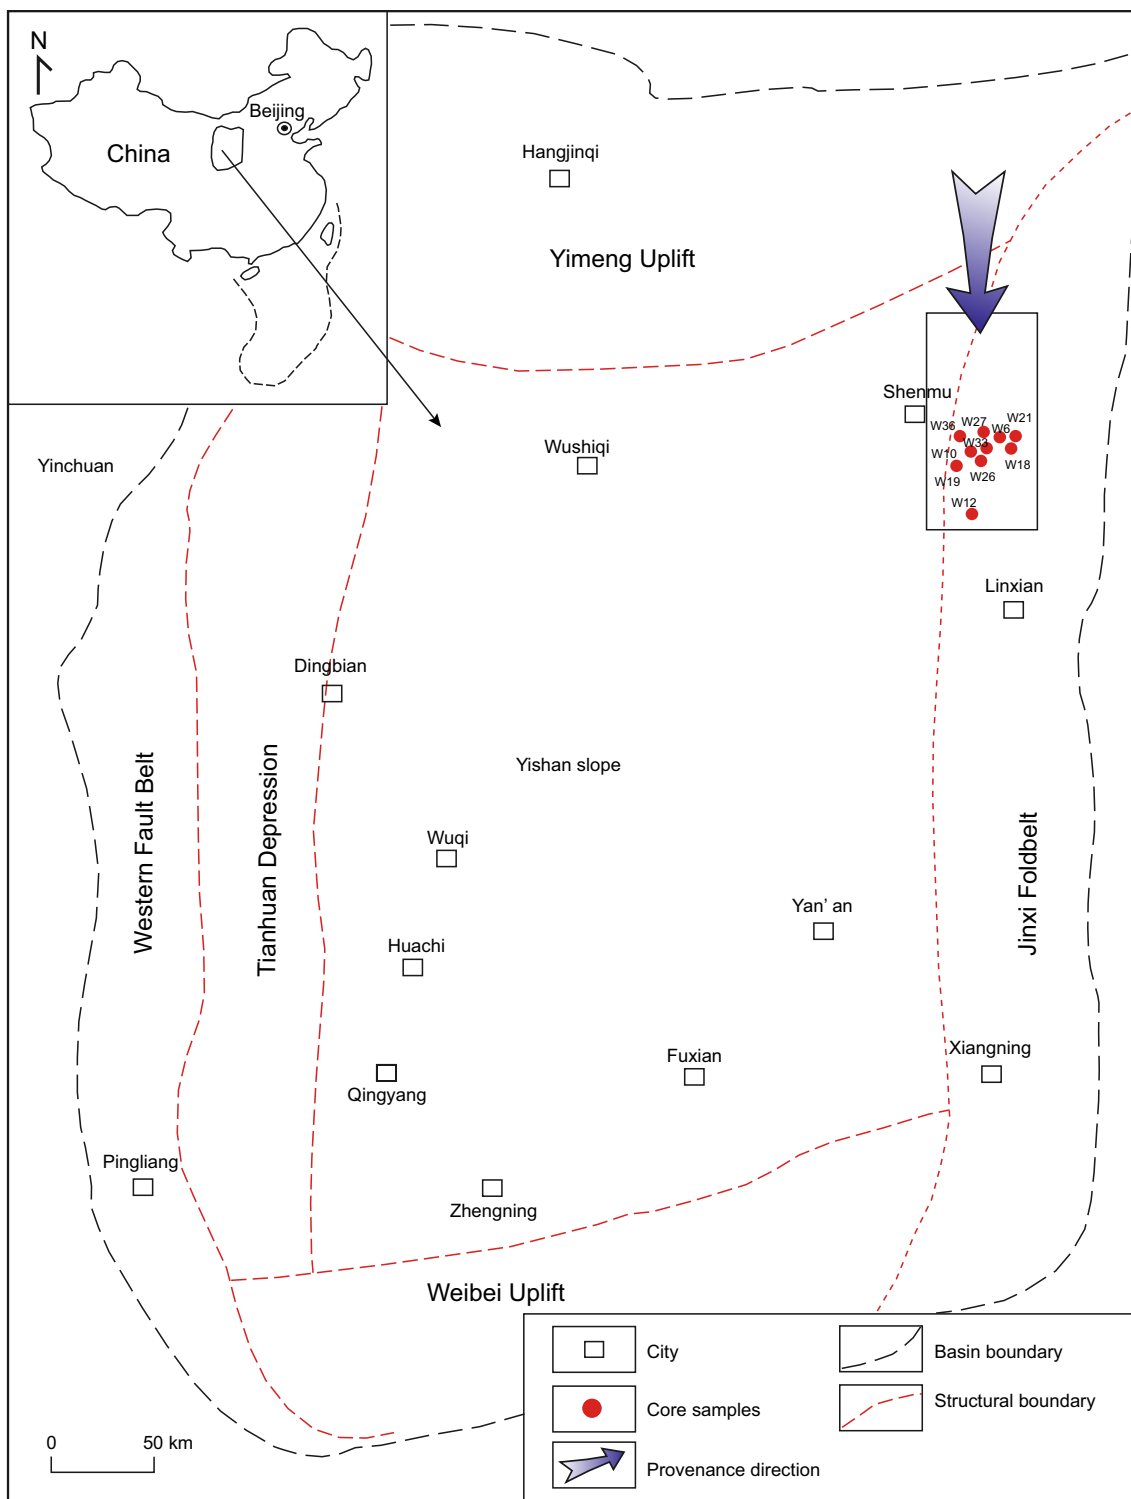 N
Beijing
China
Hangjinqi
Yimeng Uplift
Shenmu
W36
W27
W6
W21
W33
W10
W18
W19
W26
W12
Wushiqi
Yinchuan
Linxian
Dingbian
Yishan slope
Western Fault Belt
Tianhuan Depression
Jinxi Foldbelt
Wuqi
Yan' an
Huachi
Xiangning
Fuxian
Qingyang
Pingliang
Zhengning
Weibei Uplift
City
Basin boundary
Core samples
Structural boundary
Provenance direction
0 50 km